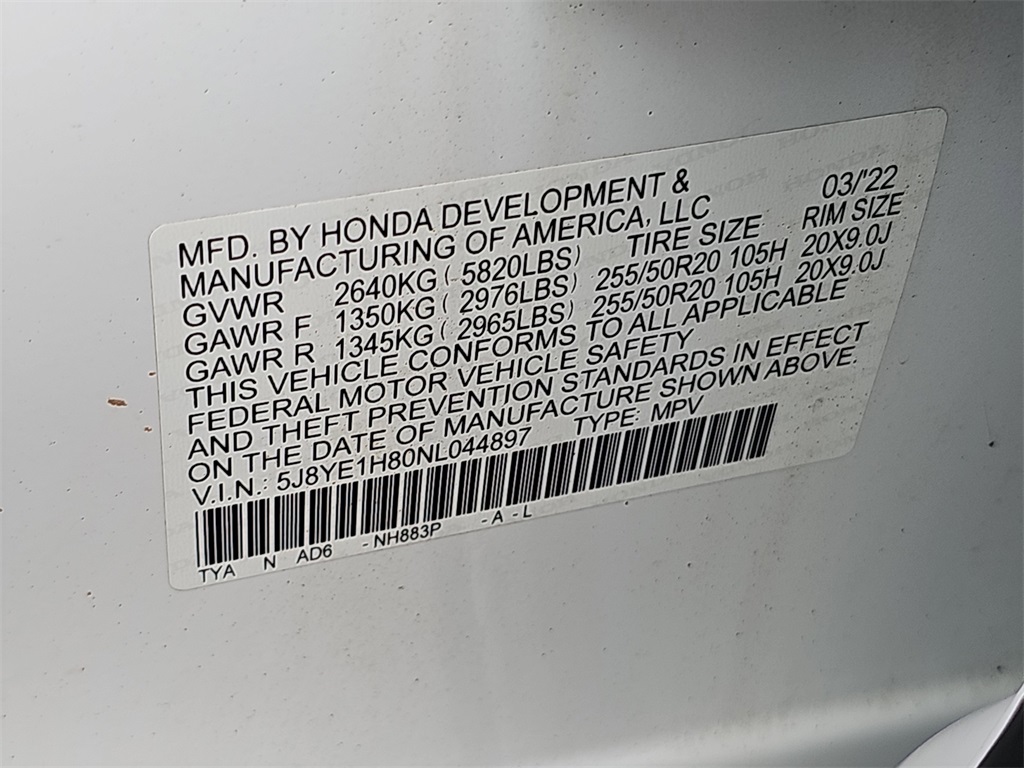 MFD. BY HONDA DEVELOPMENT & 03/'22
MANUFACTURING OF AMERICA, LLC
TIRE SIZE RIM SIZE
GVWR 2640KG ( 5820LBS)
GAWR F 1350KG ( 2976LBS) 255/50R20 105H 20X9.0J
GAWR R 1345KG ( 2965LBS) 255/50R20 105H 20X9.0J
THIS VEHICLE CONFORMS TO ALL APPLICABLE
FEDERAL MOTOR VEHICLE SAFETY
AND THEFT PREVENTION STANDARDS IN EFFECT
ON THE DATE OF MANUFACTURE SHOWN ABOVE.
V.I.N.: 5J8YE1H80NL044897 TYPE: MPV
TYA N AD6 -NH883P -A-L